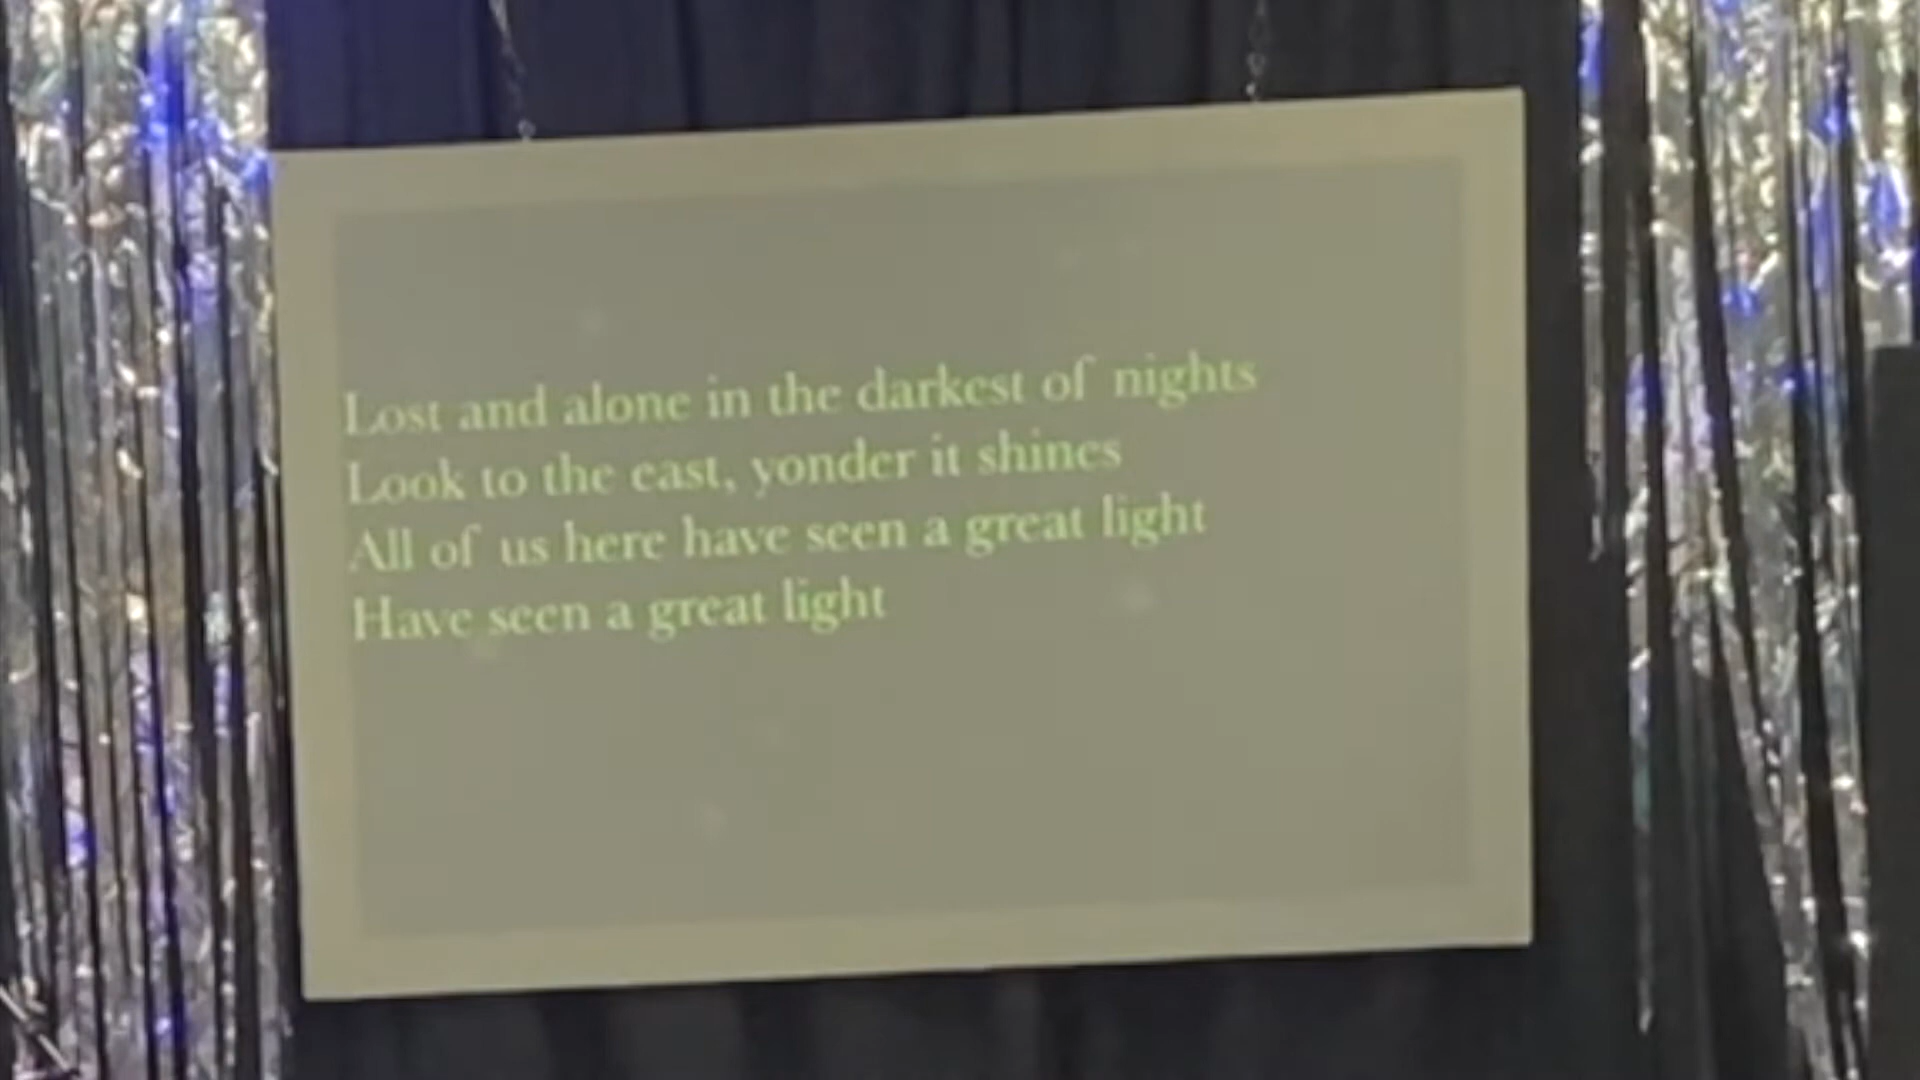 Lost and alone in the darkest of nights
Look to the east, yonder it shines
All of us here have seen a great light
Have seen a great light